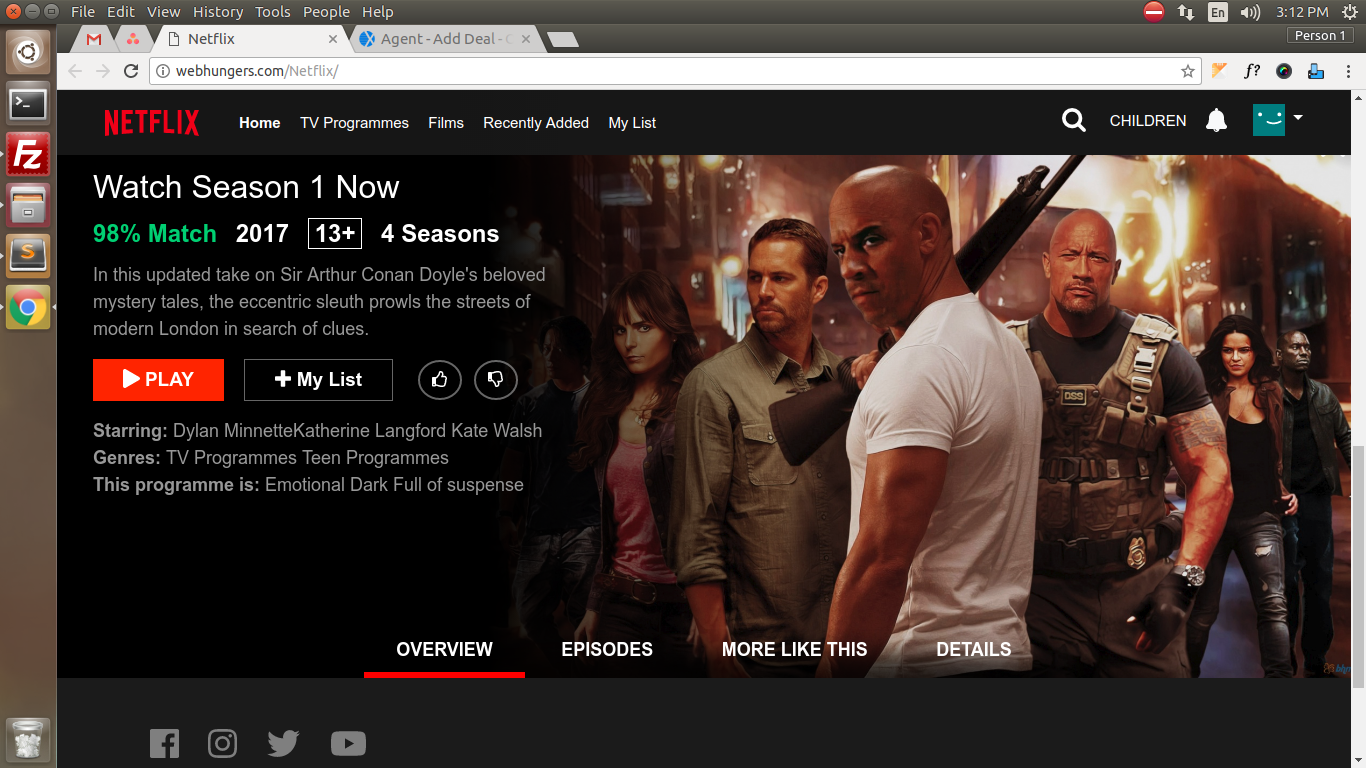 File Edit View History Tools People Help
En 3:12 PM
Netflix
Agent - Add Deal -
Person 1
webhungers.com/Netflix/
f?
NETFLIX Home TV Programmes Films Recently Added My List CHILDREN
Watch Season 1 Now
98% Match 2017 13+ 4 Seasons
In this updated take on Sir Arthur Conan Doyle's beloved
mystery tales, the eccentric sleuth prowls the streets of
modern London in search of clues.
PLAY + My List
Starring: Dylan MinnetteKatherine Langford Kate Walsh
Genres: TV Programmes Teen Programmes
This programme is: Emotional Dark Full of suspense
DSS
OVERVIEW EPISODES MORE LIKE THIS DETAILS